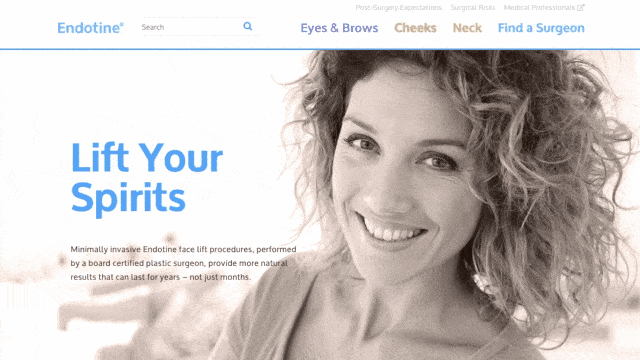 Post-Surgery Expectations Surgical Risks Medical Professionals
Endotine®
Search
Eyes & Brows Cheeks Neck Find a Surgeon
Lift Your
Spirits
Minimally invasive Endotine face lift procedures, performed
by a board certified plastic surgeon, provide more natural
results that can last for years – not just months.